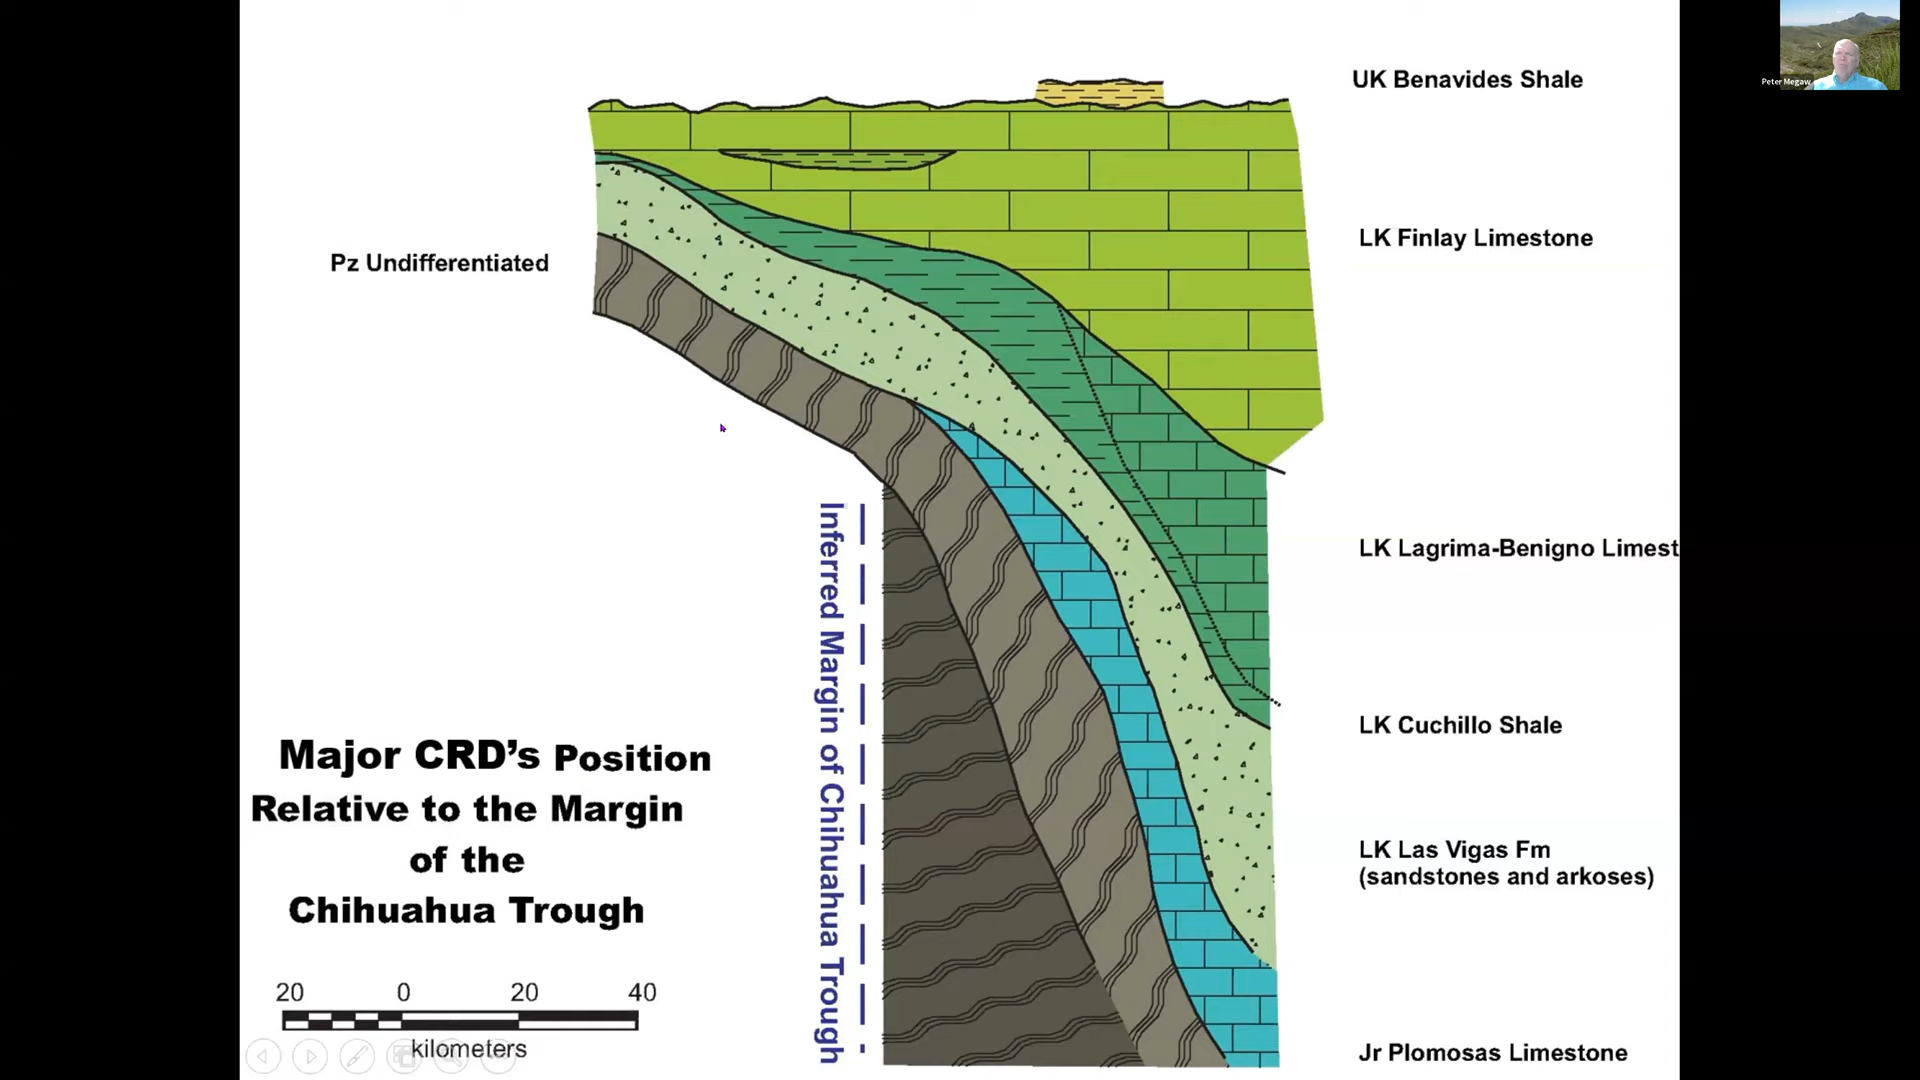 UK Benavides Shale
Peter Megaw
LK Finlay Limestone
Pz Undifferentiated
LK Lagrima-Benigno Limest
Inferred Margin of Chihuahua Trough
LK Cuchillo Shale
Major CRD’s Position
Relative to the Margin
of the
Chihuahua Trough
LK Las Vigas Fm
(sandstones and arkoses)
20 0 20 40
kilometers
Jr Plomosas Limestone